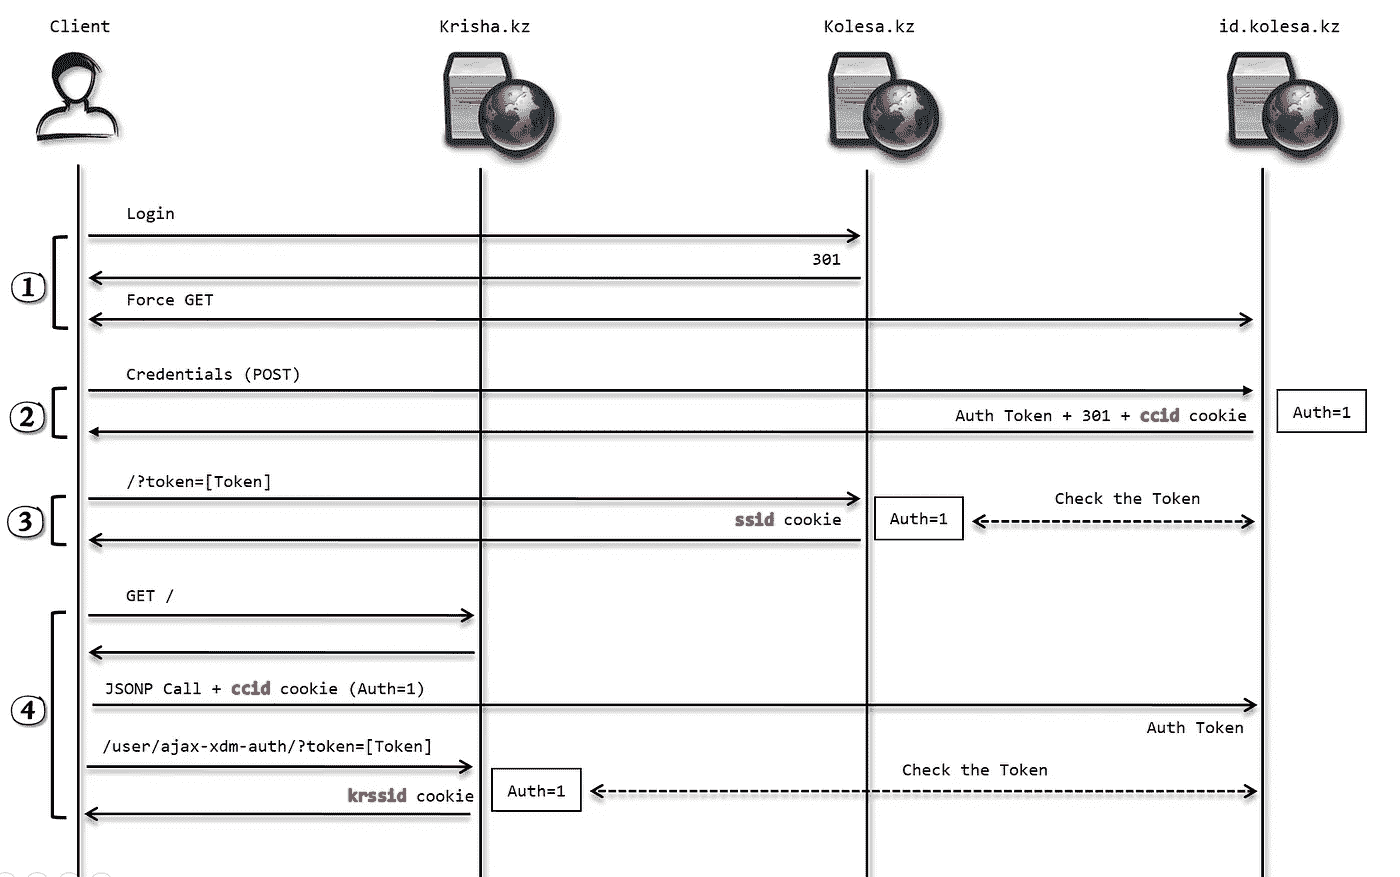 Client
Krisha.kz
Kolesa.kz
id.kolesa.kz
Login
301
1
Force GET
Credentials (POST)
2
Auth Token + 301 + ccid cookie
Auth=1
/?token=[Token]
Check the Token
3
ssid cookie
Auth=1
GET /
JSONP Call + ccid cookie (Auth=1)
4
Auth Token
/user/ajax-xdm-auth/?token=[Token]
Check the Token
krssid cookie
Auth=1